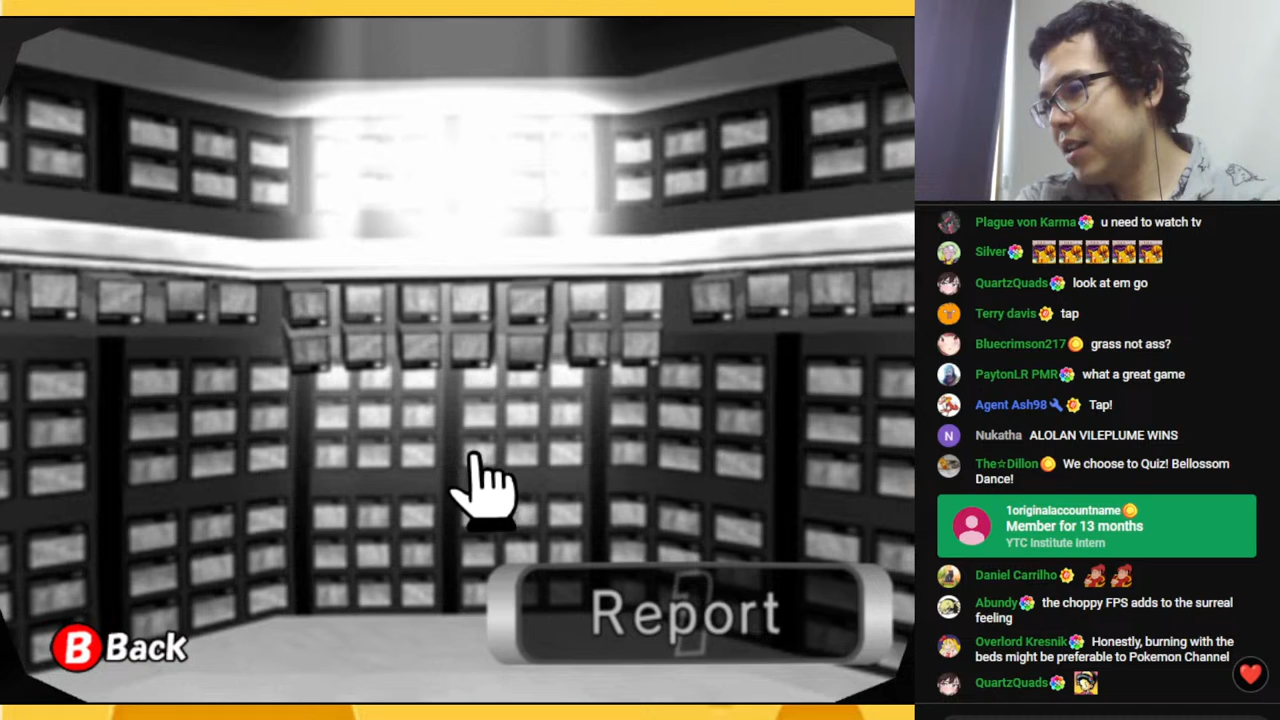 Report
B Back
Plague von Karma u need to watch tv
Silver
QuartzQuads look at em go
Terry davis tap
Bluecrimson217 grass not ass?
PaytonLR PMR what a great game
Agent Ash98 Tap!
N Nukatha ALOLAN VILEPLUME WINS
The☆Dillon We choose to Quiz! Bellossom
Dance!
1originalaccountname
Member for 13 months
YTC Institute Intern
Daniel Carrilho
Abundy the choppy FPS adds to the surreal
feeling
Overlord Kresnik Honestly, burning with the
beds might be preferable to Pokemon Channel
QuartzQuads